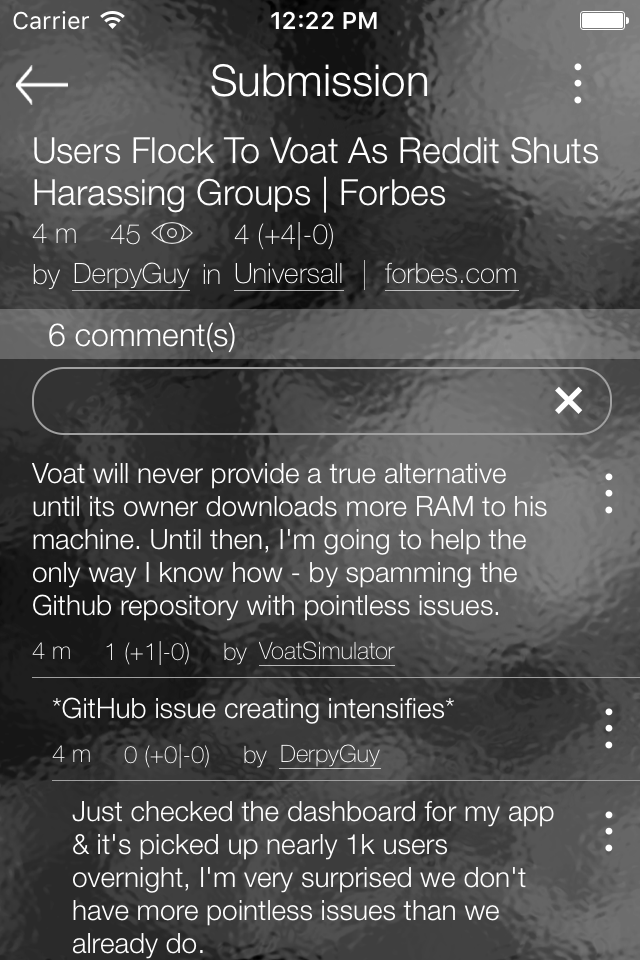 Carrier 12:22 PM
Submission
Users Flock To Voat As Reddit Shuts
Harassing Groups | Forbes
4 m 45 4 (+4|-0)
by DerpyGuy in Universall | forbes.com
6 comment(s)
Voat will never provide a true alternative
until its owner downloads more RAM to his
machine. Until then, I'm going to help the
only way I know how - by spamming the
Github repository with pointless issues.
4 m 1 (+1|-0) by VoatSimulator
*GitHub issue creating intensifies*
4 m 0 (+0|-0) by DerpyGuy
Just checked the dashboard for my app
& it's picked up nearly 1k users
overnight, I'm very surprised we don't
have more pointless issues than we
already do.